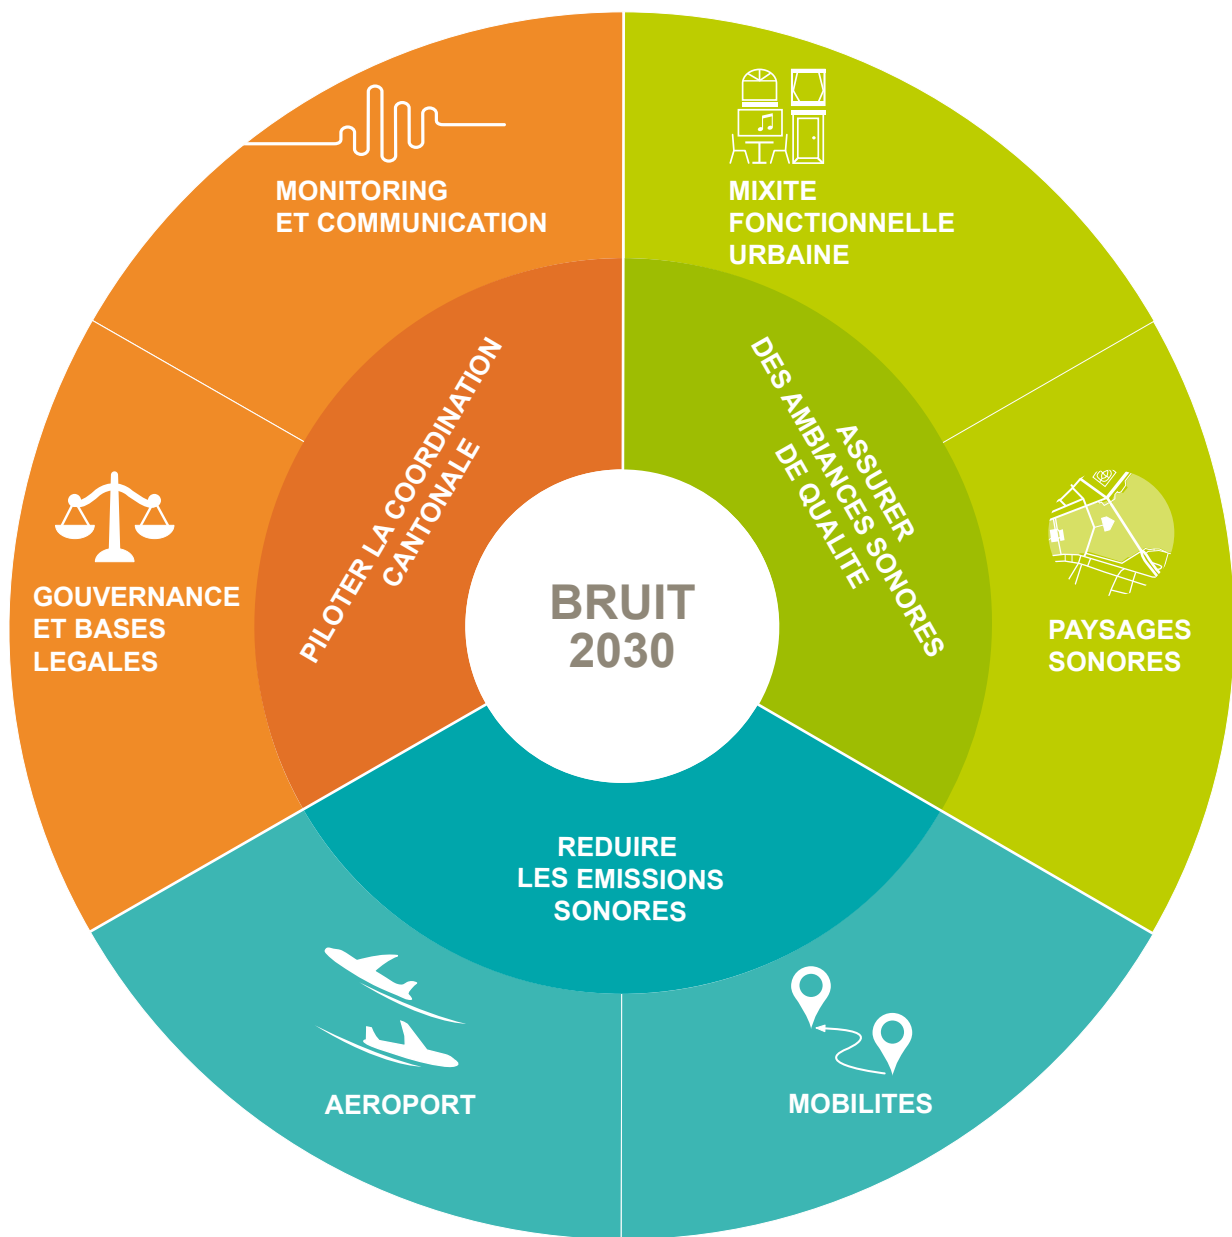 MONITORING
ET COMMUNICATION
MIXITE
FONCTIONNELLE
URBAINE
PILOTER LA COORDINATION
CANTONALE
ASSURER
DES AMBIANCES SONORES
DE QUALITE
GOUVERNANCE
ET BASES
LEGALES
BRUIT
2030
PAYSAGES
SONORES
REDUIRE
LES EMISSIONS
SONORES
AEROPORT
MOBILITES